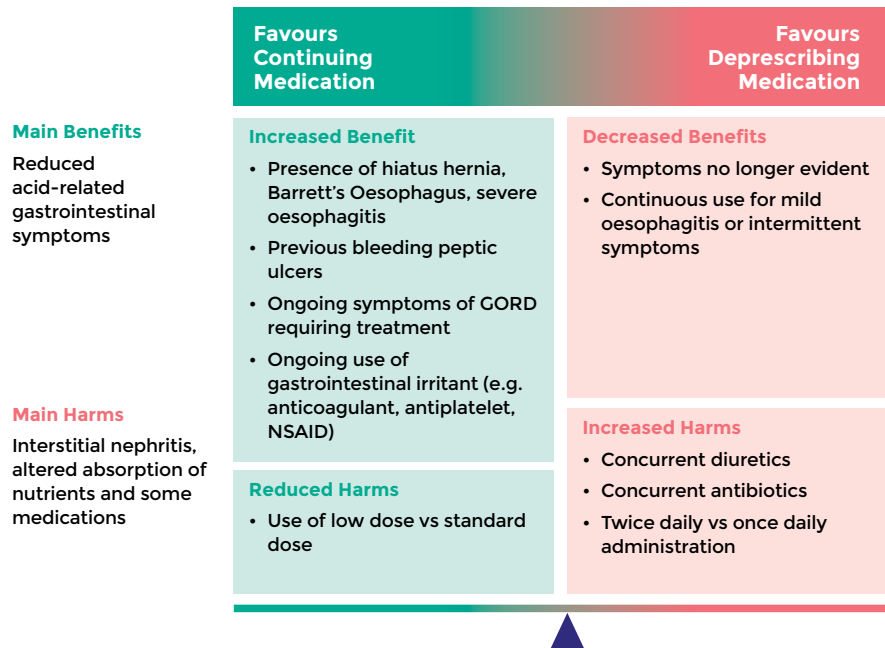 Favours
Continuing
Medication
Favours
Deprescribing
Medication
Main Benefits
Reduced
acid-related
gastrointestinal
symptoms
Increased Benefit
• Presence of hiatus hernia,
Barrett's Oesophagus, severe
oesophagitis
• Previous bleeding peptic
ulcers
• Ongoing symptoms of GORD
requiring treatment
• Ongoing use of
gastrointestinal irritant (e.g.
anticoagulant, antiplatelet,
NSAID)
Decreased Benefits
• Symptoms no longer evident
• Continuous use for mild
oesophagitis or intermittent
symptoms
Main Harms
Interstitial nephritis,
altered absorption of
nutrients and some
medications
Reduced Harms
• Use of low dose vs standard
dose
Increased Harms
• Concurrent diuretics
• Concurrent antibiotics
• Twice daily vs once daily
administration